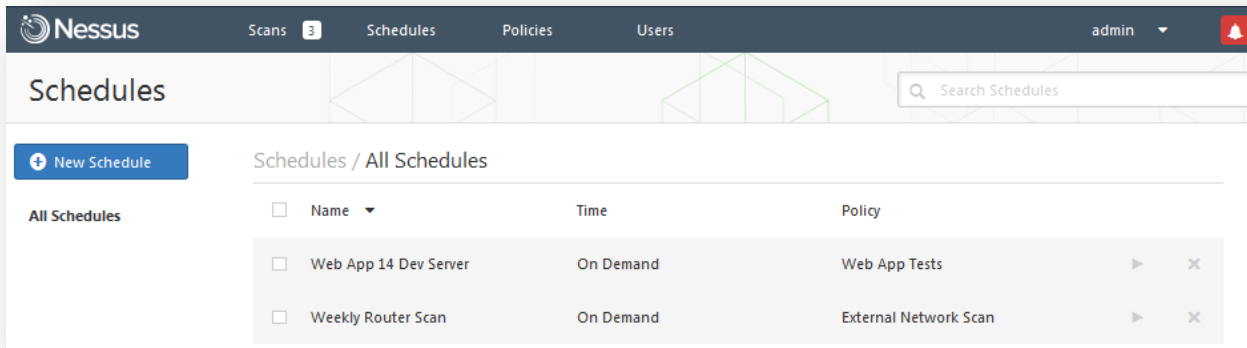 Nessus Scans 3 Schedules Policies Users admin
Schedules Search Schedules
New Schedule Schedules / All Schedules
All Schedules Name Time Policy
Web App 14 Dev Server On Demand Web App Tests
Weekly Router Scan On Demand External Network Scan